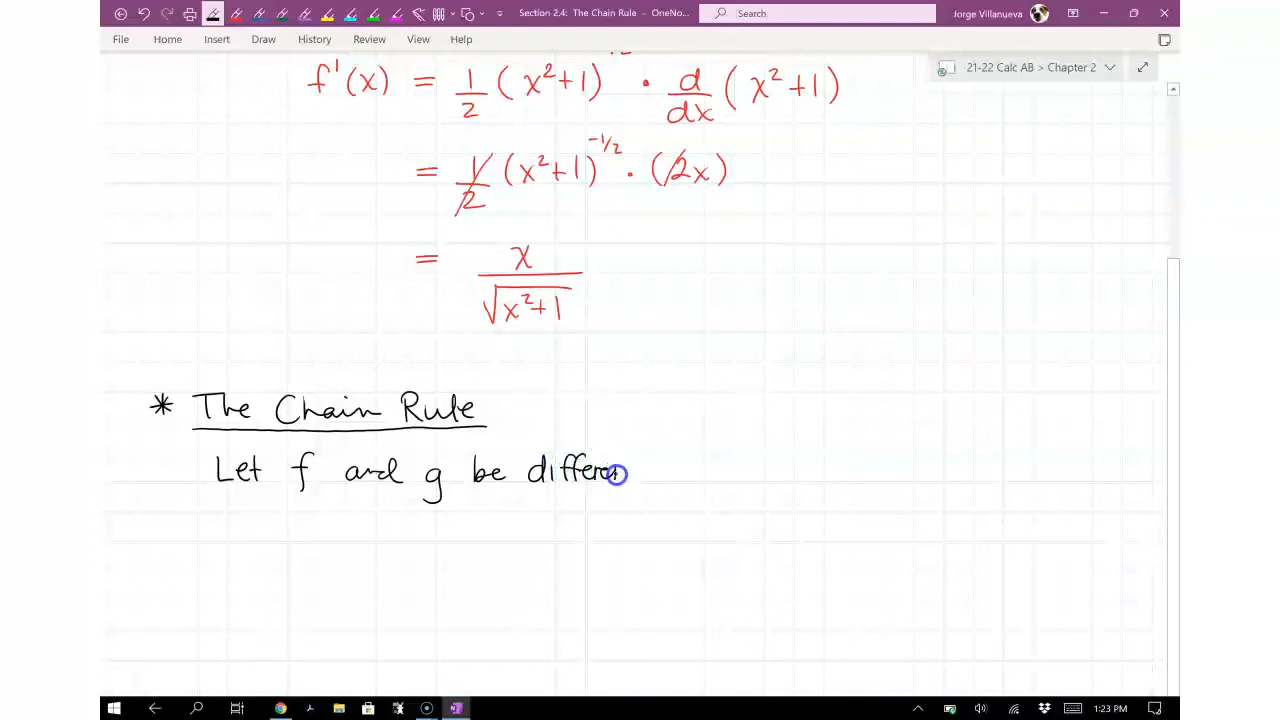 Section 2.4: The Chain Rule - OneNo...
Search
Jorge Villanueva
File Home Insert Draw History Review View Help
21-22 Calc AB > Chapter 2
f'(x) = 1/2 (x²+1) · d/dx (x²+1)
= 1/2 (x²+1)^-1/2 · (2x)
= x/√(x²+1)
* The Chain Rule
Let f and g be differen
1:23 PM